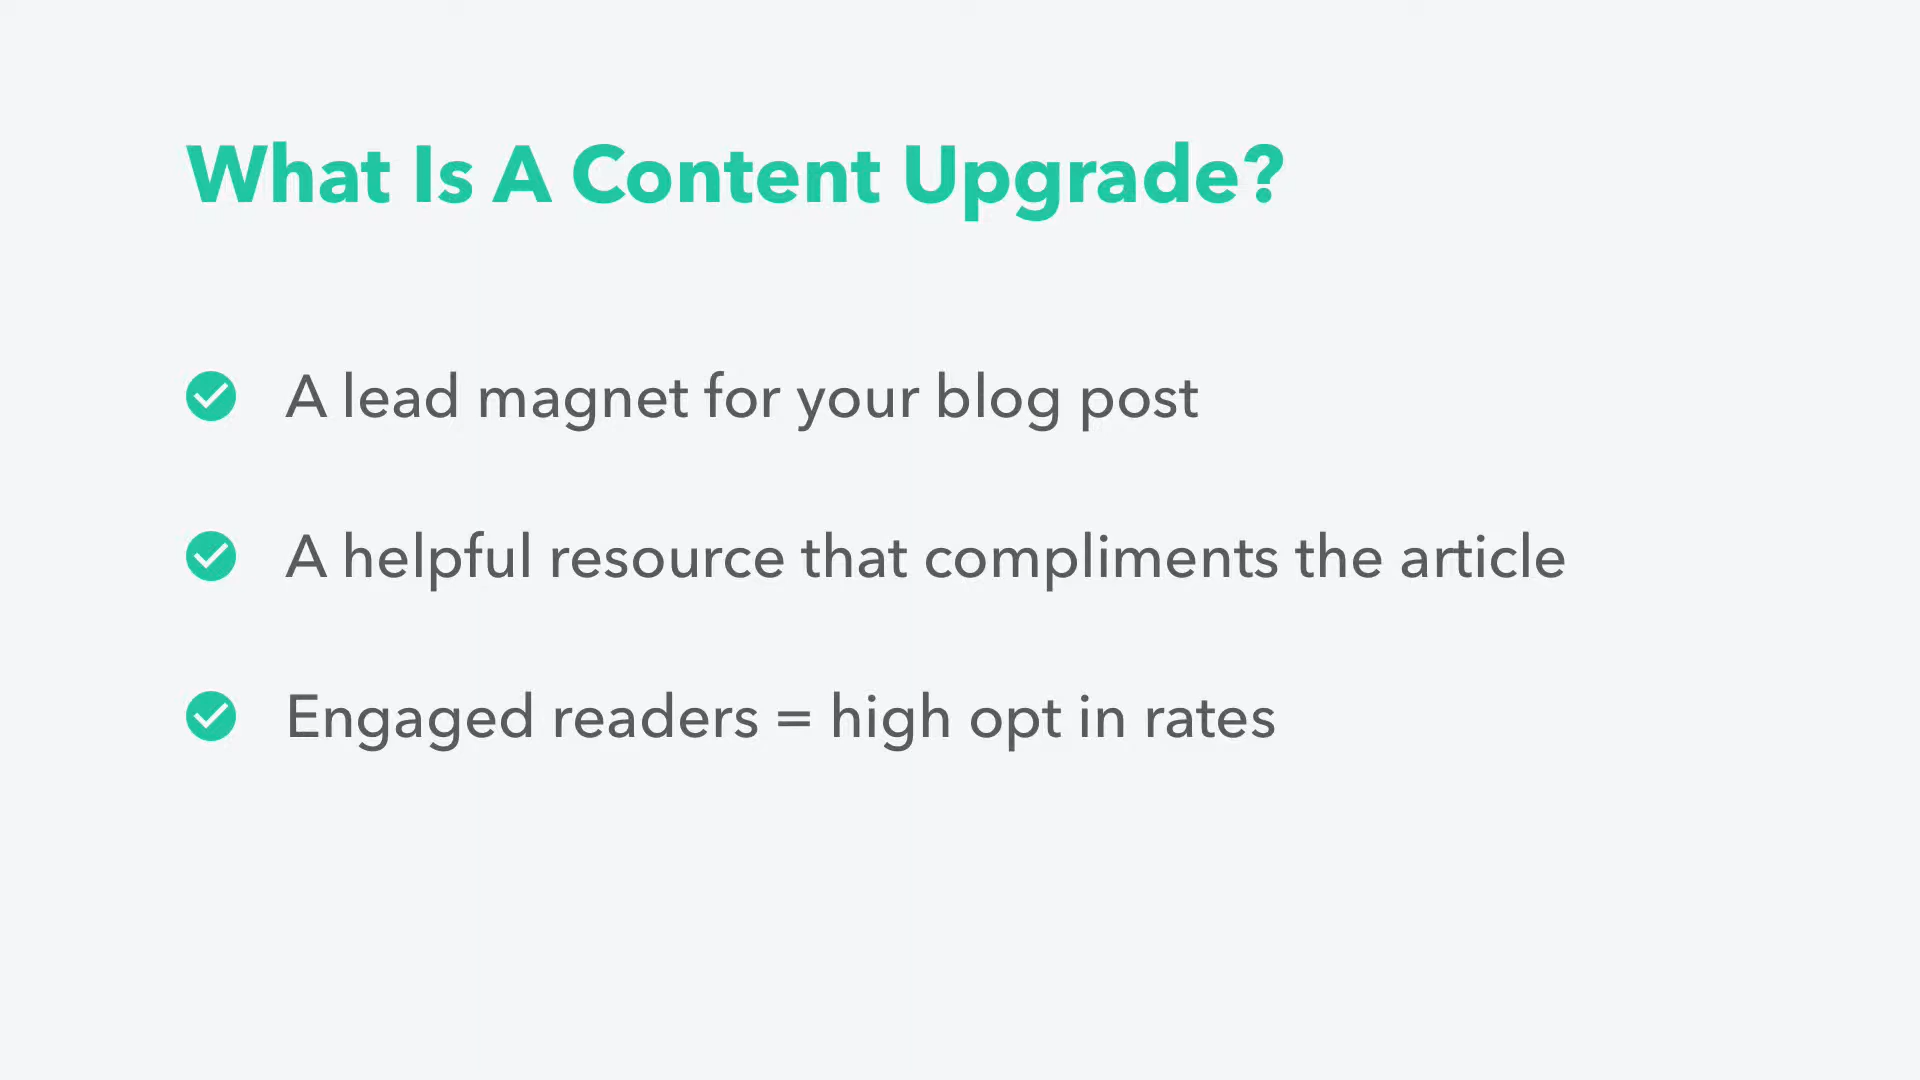 What Is A Content Upgrade?
A lead magnet for your blog post
A helpful resource that compliments the article
Engaged readers = high opt in rates